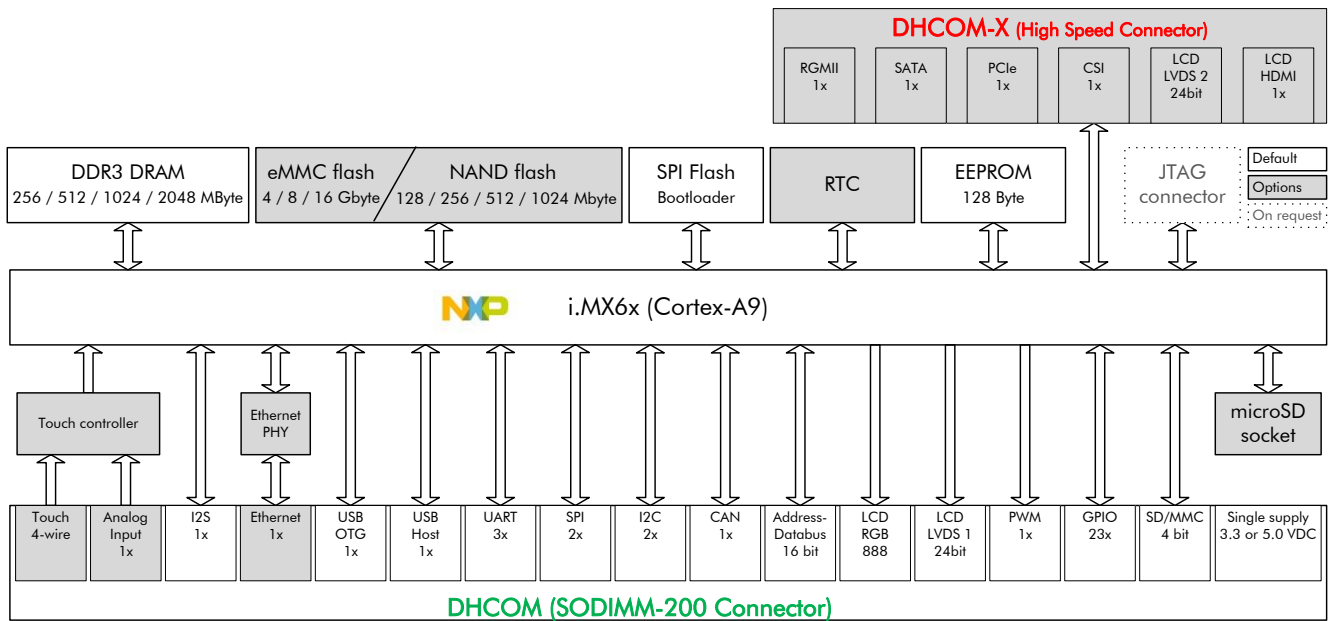 DHCOM-X (High Speed Connector)
RGMII
1x
SATA
1x
PCIe
1x
CSI
1x
LCD
LVDS 2
24bit
LCD
HDMI
1x
DDR3 DRAM
256 / 512 / 1024 / 2048 MByte
eMMC flash
4 / 8 / 16 Gbyte
NAND flash
128 / 256 / 512 / 1024 Mbyte
SPI Flash
Bootloader
RTC
EEPROM
128 Byte
JTAG
connector
Default
Options
On request
NXP
i.MX6x (Cortex-A9)
Touch controller
Ethernet
PHY
microSD
socket
Touch
4-wire
Analog
Input
1x
I2S
1x
Ethernet
1x
USB
OTG
1x
USB
Host
1x
UART
3x
SPI
2x
I2C
2x
CAN
1x
Address-
Databus
16 bit
LCD
RGB
888
LCD
LVDS 1
24bit
PWM
1x
GPIO
23x
SD/MMC
4 bit
Single supply
3.3 or 5.0 VDC
DHCOM (SODIMM-200 Connector)